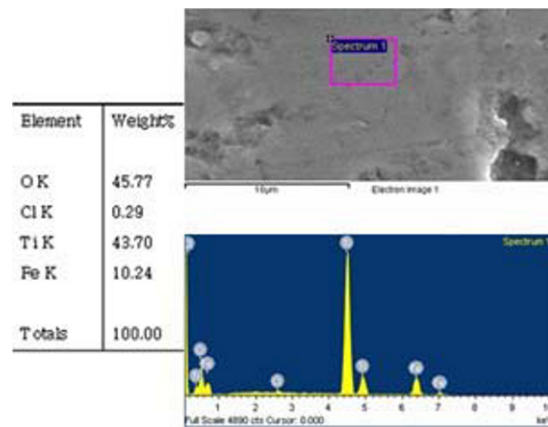 Element Weight%
O K 45.77
Cl K 0.29
Ti K 43.70
Fe K 10.24
Totals 100.00
Spectrum 1
10μm Electron Image 1
Spectrum 1
1 2 3 4 5 6 7 8 9 10
Full Scale 4890 cts Cursor: 0.000 keV